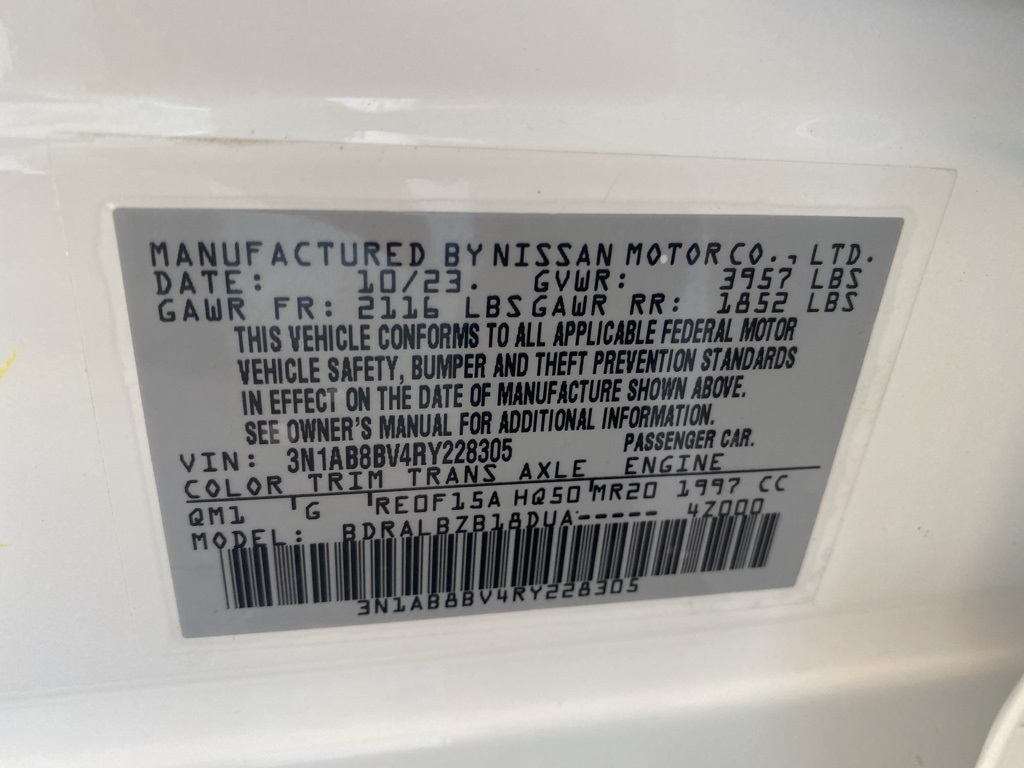 MANUFACTURED BY NISSAN MOTOR CO., LTD.
DATE: 10/23. GVWR: 3957 LBS
GAWR FR: 2116 LBS GAWR RR: 1852 LBS
THIS VEHICLE CONFORMS TO ALL APPLICABLE FEDERAL MOTOR
VEHICLE SAFETY, BUMPER AND THEFT PREVENTION STANDARDS
IN EFFECT ON THE DATE OF MANUFACTURE SHOWN ABOVE.
SEE OWNER'S MANUAL FOR ADDITIONAL INFORMATION.
VIN: 3N1AB8BV4RY228305 PASSENGER CAR.
COLOR TRIM TRANS AXLE ENGINE
QM1 G RE0F15A HQ50 MR20 1997 CC
MODEL: BDRALBZB18DUA----- 4Z000
3N1AB8BV4RY228305